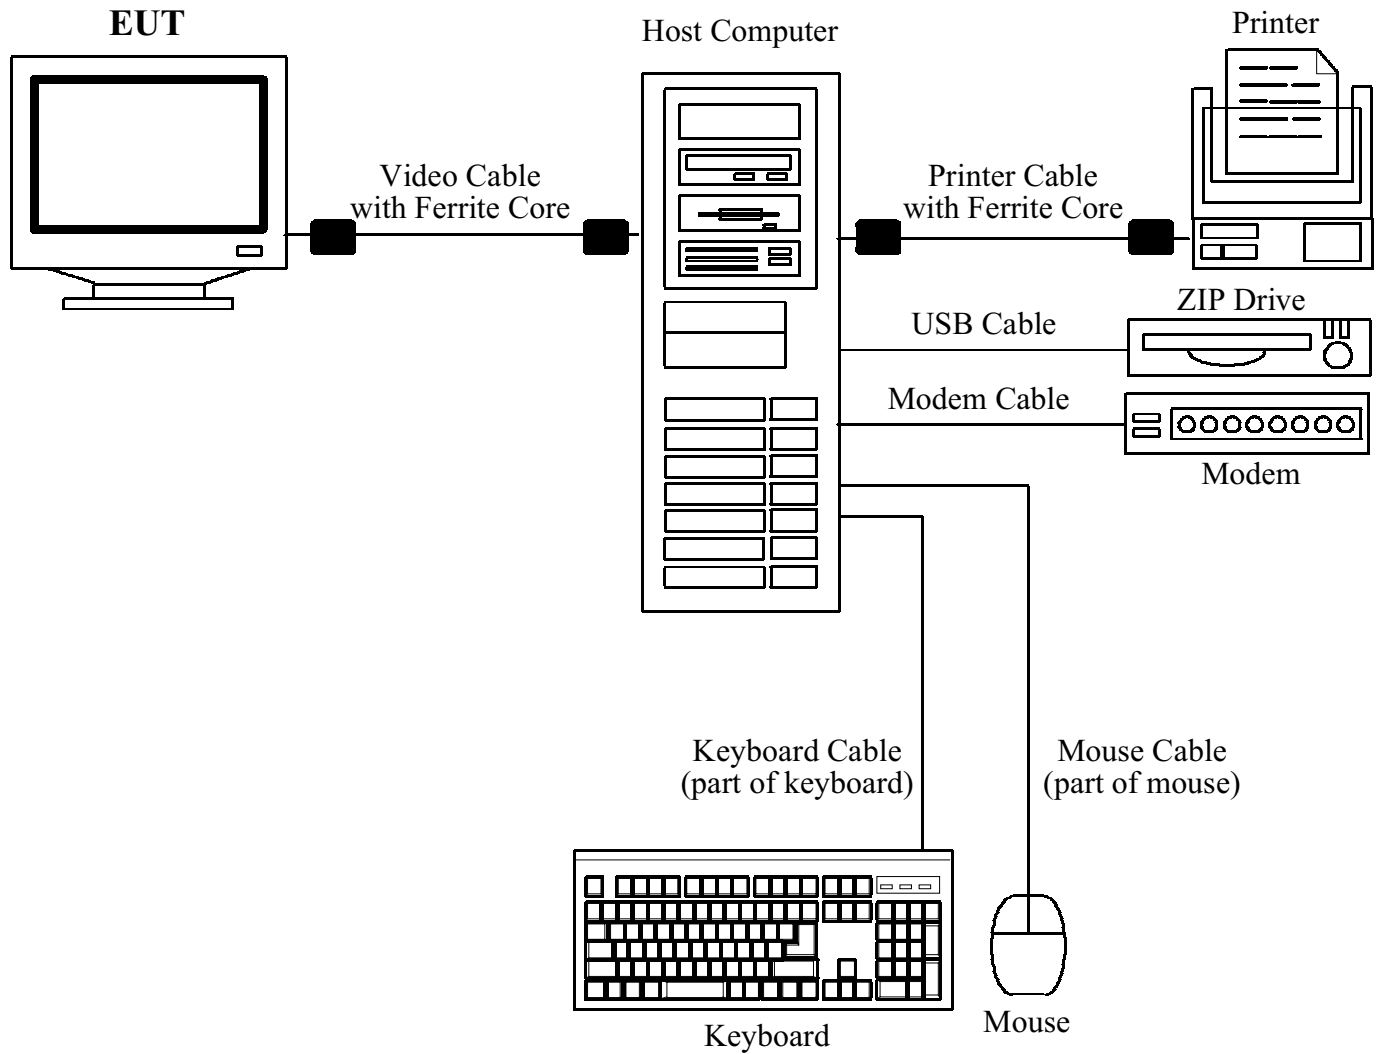 EUT
Host Computer
Printer
Video Cable
with Ferrite Core
Printer Cable
with Ferrite Core
ZIP Drive
USB Cable
Modem Cable
Modem
Keyboard Cable
(part of keyboard)
Mouse Cable
(part of mouse)
Keyboard
Mouse